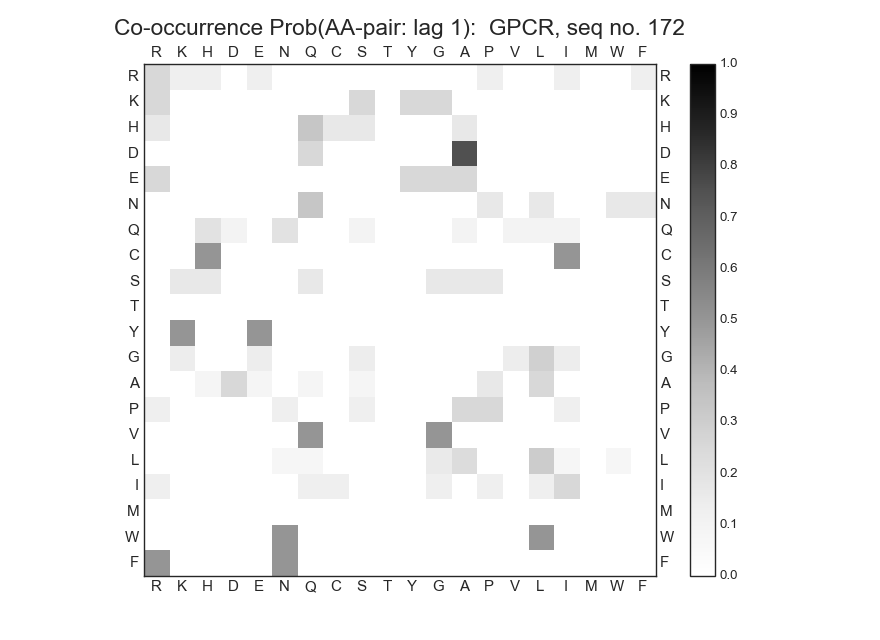 Co-occurrence Prob(AA-pair: lag 1):  GPCR, seq no. 172
R K H D E N Q C S T Y G A P V L I M W F
R R 1.0
K K 0.9
H H
D D 0.8
E E 0.7
N N
Q Q 0.6
C C
S S 0.5
T T
Y Y 0.4
G G
A A 0.3
P P
V V 0.2
L L
I I 0.1
M M
W W
F F 0.0
R K H D E N Q C S T Y G A P V L I M W F